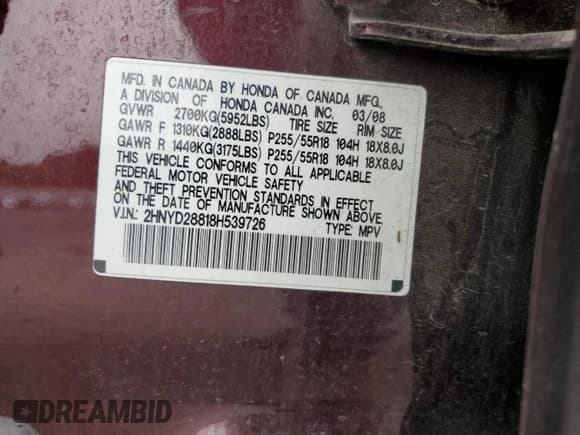 MFD. IN CANADA BY HONDA OF CANADA MFG.,
A DIVISION OF HONDA CANADA INC. 03/08
GVWR 2700KG(5952LBS) TIRE SIZE RIM SIZE
GAWR F 1310KG(2888LBS) P255/55R18 104H 18X8.0J
GAWR R 1440KG(3175LBS) P255/55R18 104H 18X8.0J
THIS VEHICLE CONFORMS TO ALL APPLICABLE
FEDERAL MOTOR VEHICLE SAFETY
AND THEFT PREVENTION STANDARDS IN EFFECT
ON THE DATE OF MANUFACTURE SHOWN ABOVE.
V.I.N.: 2HNYD28818H539726 TYPE: MPV
DREAMBID